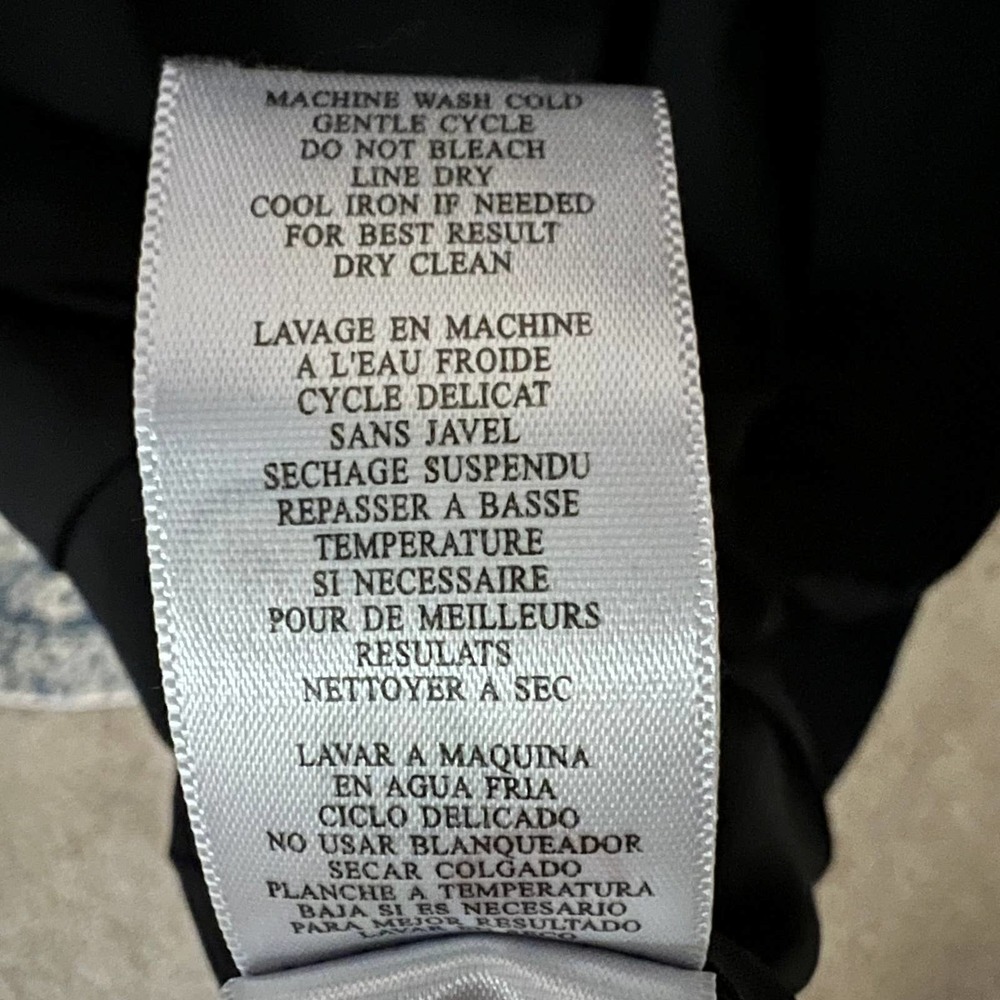 MACHINE WASH COLD
GENTLE CYCLE
DO NOT BLEACH
LINE DRY
COOL IRON IF NEEDED
FOR BEST RESULT
DRY CLEAN
LAVAGE EN MACHINE
A L'EAU FROIDE
CYCLE DELICAT
SANS JAVEL
SECHAGE SUSPENDU
REPASSER A BASSE
TEMPERATURE
SI NECESSAIRE
POUR DE MEILLEURS
RESULATS
NETTOYER A SEC
LAVAR A MAQUINA
EN AGUA FRIA
CICLO DELICADO
NO USAR BLANQUEADOR
SECAR COLGADO
PLANCHE A TEMPERATURA
BAJA SI ES NECESARIO
PARA MEJOR RESULTADO